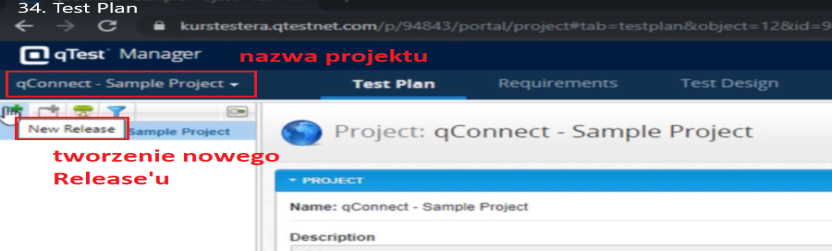 34. Test Plan
kurstestera.qtestnet.com/p/94843/portal/project#tab=testplan&object=12&id=9
qTest Manager
nazwa projektu
qConnect - Sample Project
Test Plan
Requirements
Test Design
New Release
Sample Project
Project: qConnect - Sample Project
tworzenie nowego
Release'u
PROJECT
Name: qConnect - Sample Project
Description